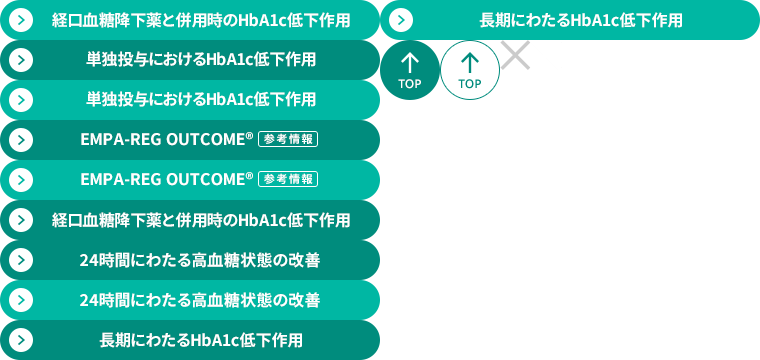 経口血糖降下薬と併用時のHbA1c低下作用
長期にわたるHbA1c低下作用
単独投与におけるHbA1c低下作用
TOP
TOP
単独投与におけるHbA1c低下作用
EMPA-REG OUTCOME® 参考情報
EMPA-REG OUTCOME® 参考情報
経口血糖降下薬と併用時のHbA1c低下作用
24時間にわたる高血糖状態の改善
24時間にわたる高血糖状態の改善
長期にわたるHbA1c低下作用